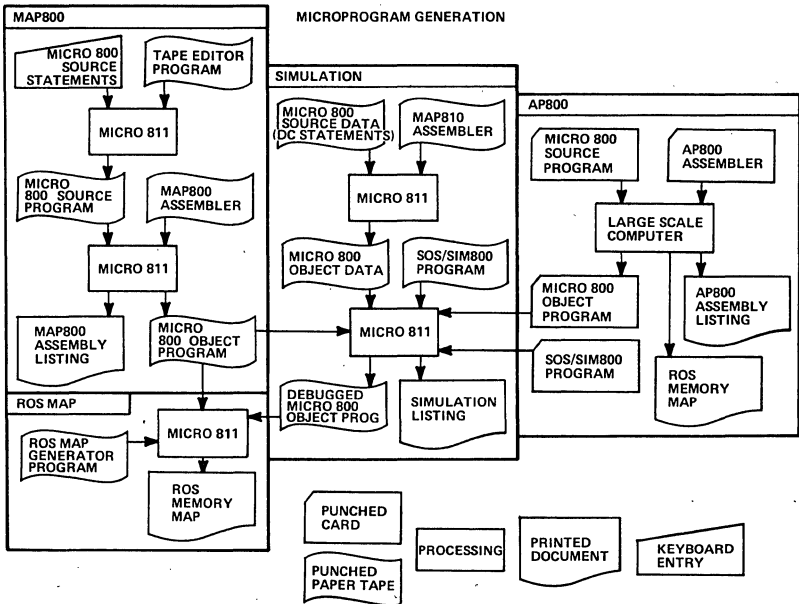 MAP800
MICROPROGRAM GENERATION
MICRO 800
SOURCE
STATEMENTS
TAPE EDITOR
PROGRAM
MICRO 811
MICRO
800 SOURCE
PROGRAM
MAP800
ASSEMBLER
MICRO 811
MAP800
ASSEMBLY
LISTING
MICRO
800 OBJECT
PROGRAM
ROS MAP
MICRO 811
ROS MAP
GENERATOR
PROGRAM
ROS
MEMORY
MAP
SIMULATION
MICRO 800
SOURCE DATA
(DC STATEMENTS)
MAP810
ASSEMBLER
MICRO 811
MICRO 800
OBJECT DATA
SOS/SIM800
PROGRAM
MICRO 811
DEBUGGED
MICRO 800
OBJECT PROG
SIMULATION
LISTING
AP800
MICRO 800
SOURCE
PROGRAM
AP800
ASSEMBLER
LARGE SCALE
COMPUTER
MICRO 800
OBJECT
PROGRAM
AP800
ASSEMBLY
LISTING
SOS/SIM800
PROGRAM
ROS
MEMORY
MAP
PUNCHED
CARD
PUNCHED
PAPER TAPE
PROCESSING
PRINTED
DOCUMENT
KEYBOARD
ENTRY